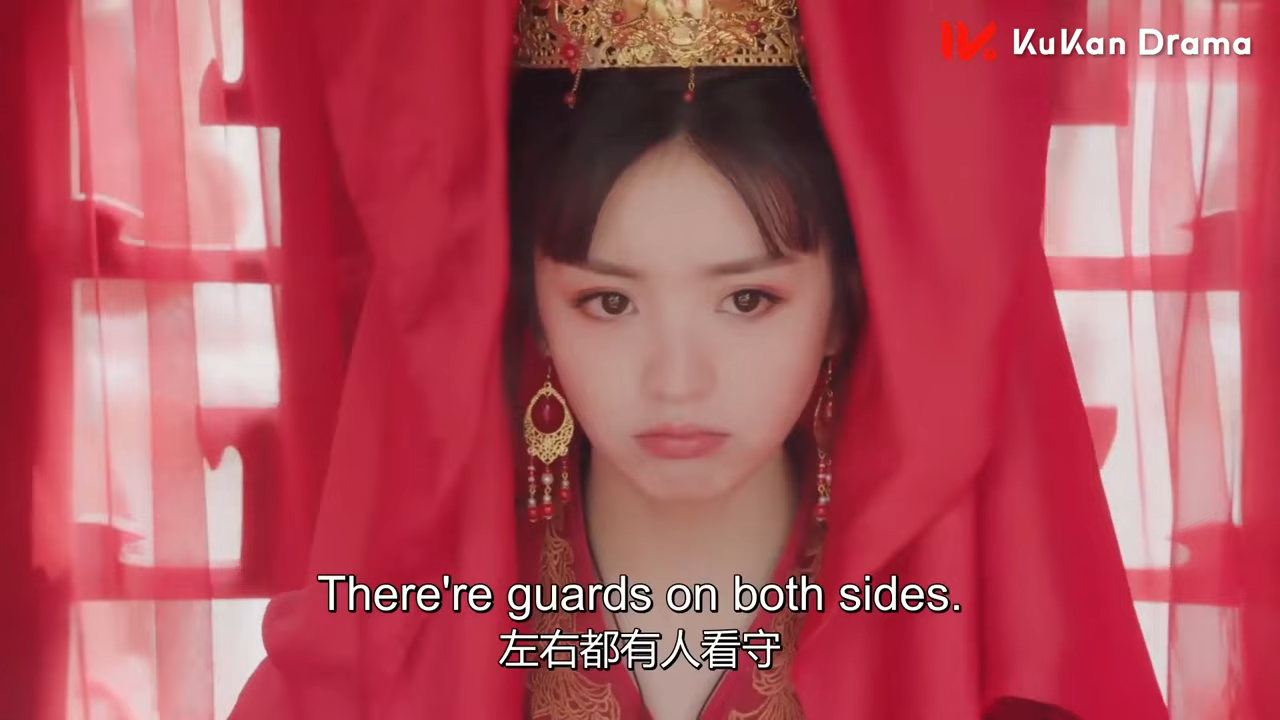 KuKan Drama
There're guards on both sides.
左右都有人看守